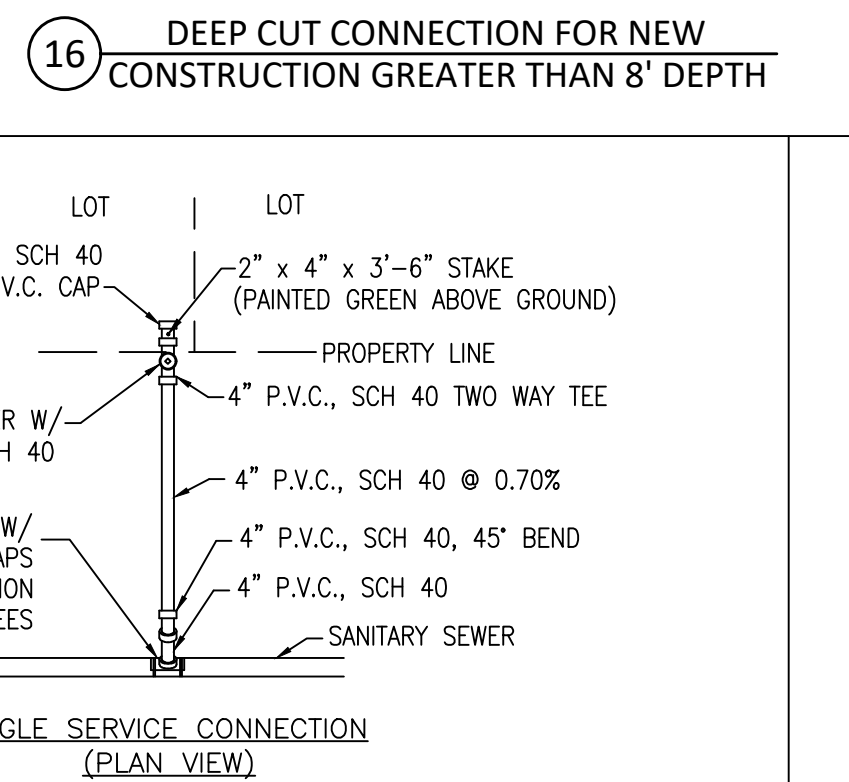 16
DEEP CUT CONNECTION FOR NEW
CONSTRUCTION GREATER THAN 8' DEPTH
LOT
LOT
SCH 40
V.C. CAP
2" x 4" x 3'-6" STAKE
(PAINTED GREEN ABOVE GROUND)
PROPERTY LINE
4" P.V.C., SCH 40 TWO WAY TEE
R W/
H 40
4" P.V.C., SCH 40 @ 0.70%
W/
APS
ION
EES
4" P.V.C., SCH 40, 45° BEND
4" P.V.C., SCH 40
SANITARY SEWER
GLE SERVICE CONNECTION
(PLAN VIEW)